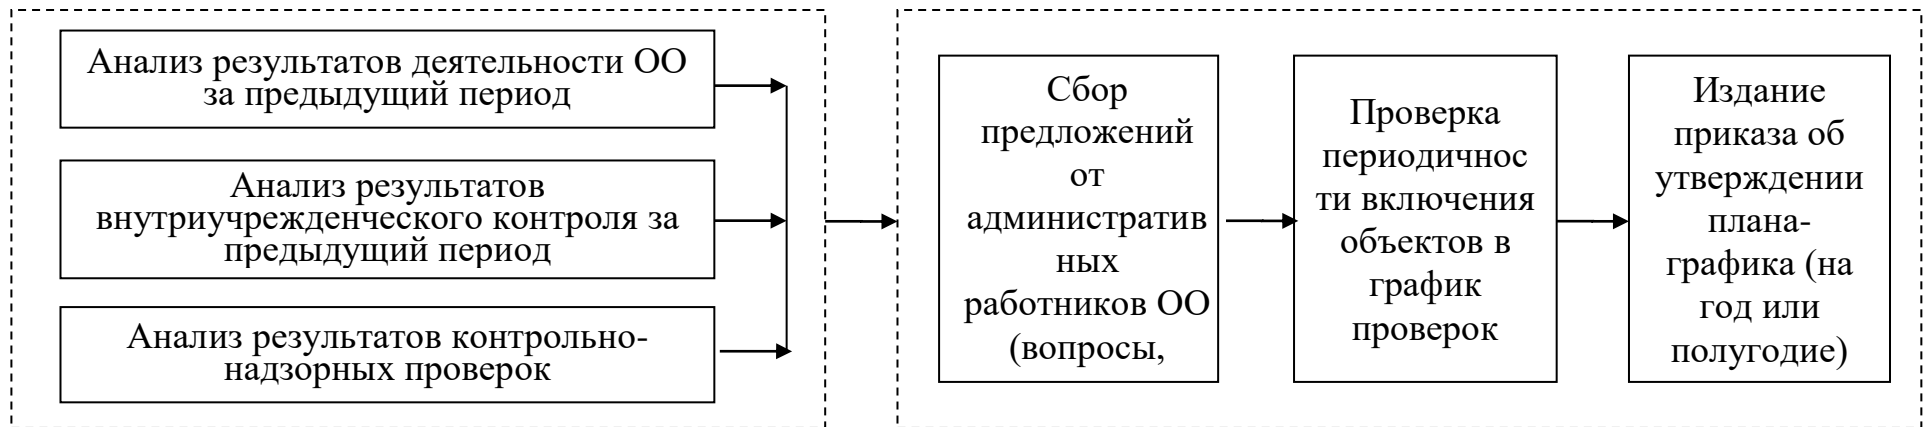 Анализ результатов деятельности ОО
за предыдущий период
Анализ результатов
внутриучрежденческого контроля за
предыдущий период
Анализ результатов контрольно-
надзорных проверок
Сбор
предложений
от
административ
ных
работников ОО
(вопросы,
Проверка
периодичнос
ти включения
объектов в
график
проверок
Издание
приказа об
утверждении
плана-
графика (на
год или
полугодие)